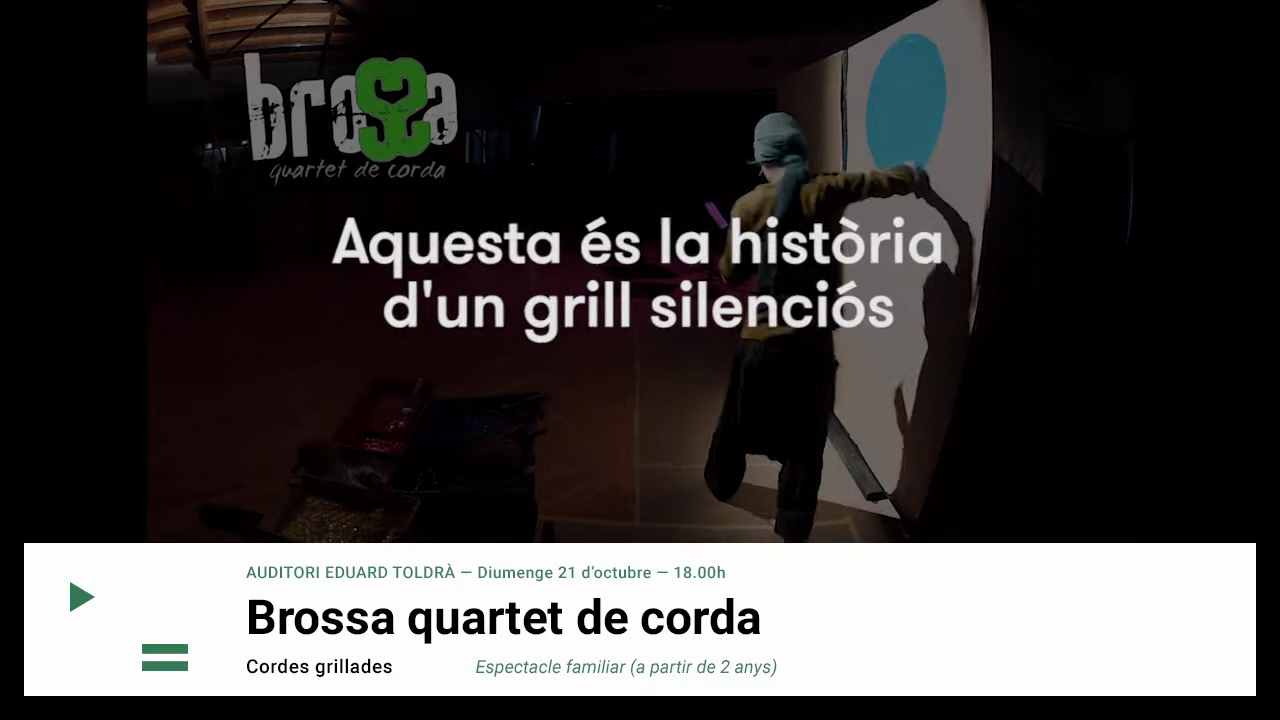 brossa
quartet de corda
Aquesta és la història
d'un grill silenciós
AUDITORI EDUARD TOLDRÀ — Diumenge 21 d’octubre — 18.00h
Brossa quartet de corda
Cordes grillades Espectacle familiar (a partir de 2 anys)